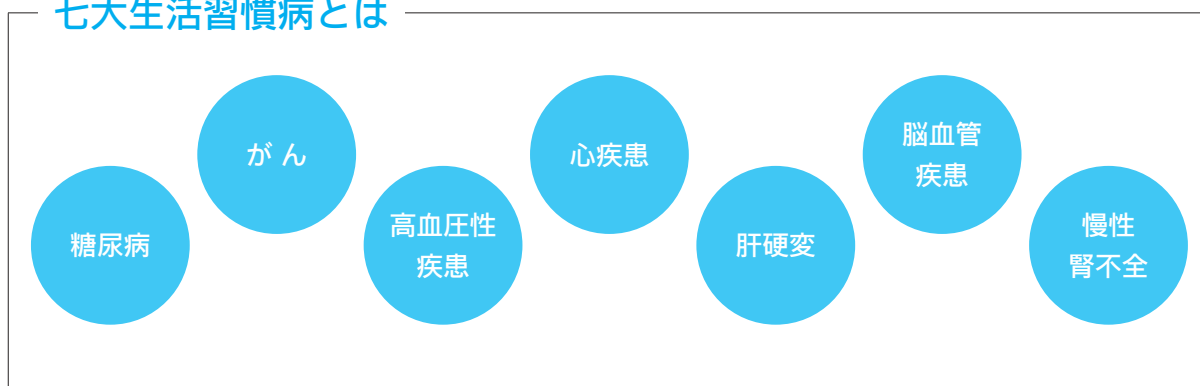 七大生活習慣病とは
糖尿病
がん
高血圧性
疾患
心疾患
肝硬変
脳血管
疾患
慢性
腎不全